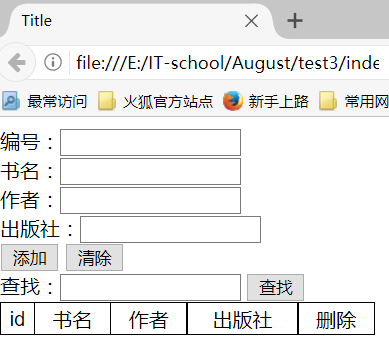 Title
file:///E:/IT-school/August/test3/inde
最常访问 火狐官方站点 新手上路 常用网
编号：
书名：
作者：
出版社：
添加 清除
查找： 查找
id 书名 作者 出版社 删除